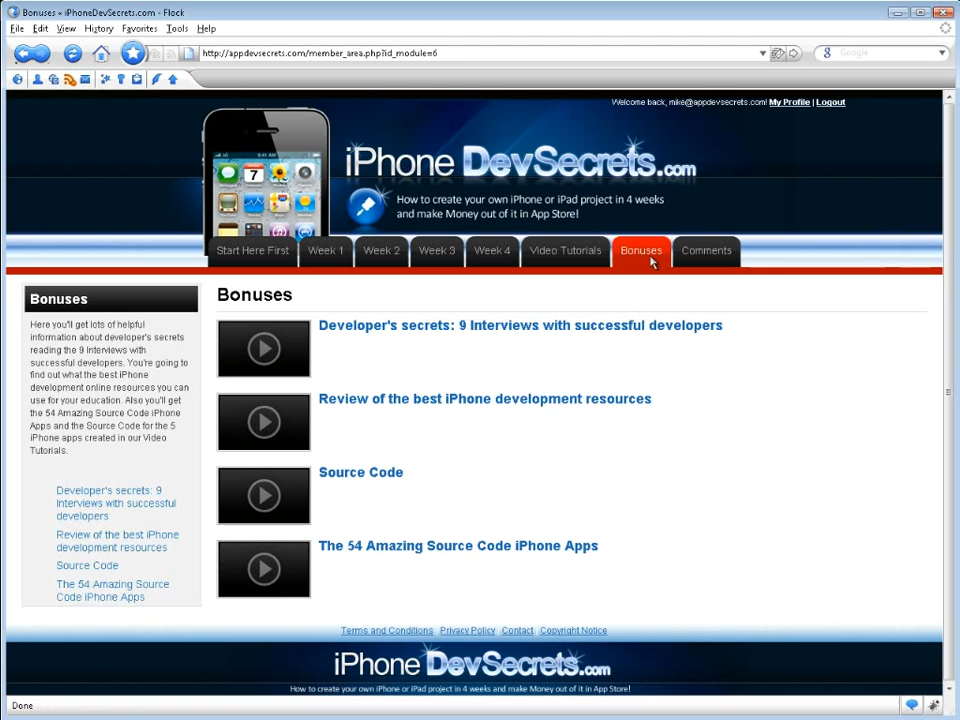 Bonuses « iPhoneDevSecrets.com - Flock
File Edit View History Favorites Tools Help
http://appdevsecrets.com/member_area.php?id_module=6
Google
Welcome back, mike@appdevsecrets.com! My Profile | Logout
iPhone DevSecrets.com
How to create your own iPhone or iPad project in 4 weeks
and make Money out of it in App Store!
Start Here First Week 1 Week 2 Week 3 Week 4 Video Tutorials Bonuses Comments
Bonuses
Here you'll get lots of helpful
information about developer's secrets
reading the 9 Interviews with
successful developers. You're going to
find out what the best iPhone
development online resources you can
use for your education. Also you'll get
the 54 Amazing Source Code iPhone
Apps and the Source Code for the 5
iPhone apps created in our Video
Tutorials.
Developer's secrets: 9
Interviews with successful
developers
Review of the best iPhone
development resources
Source Code
The 54 Amazing Source
Code iPhone Apps
Bonuses
Developer's secrets: 9 Interviews with successful developers
Review of the best iPhone development resources
Source Code
The 54 Amazing Source Code iPhone Apps
Terms and Conditions Privacy Policy Contact Copyright Notice
iPhone DevSecrets.com
How to create your own iPhone or iPad project in 4 weeks and make Money out of it in App Store!
Done